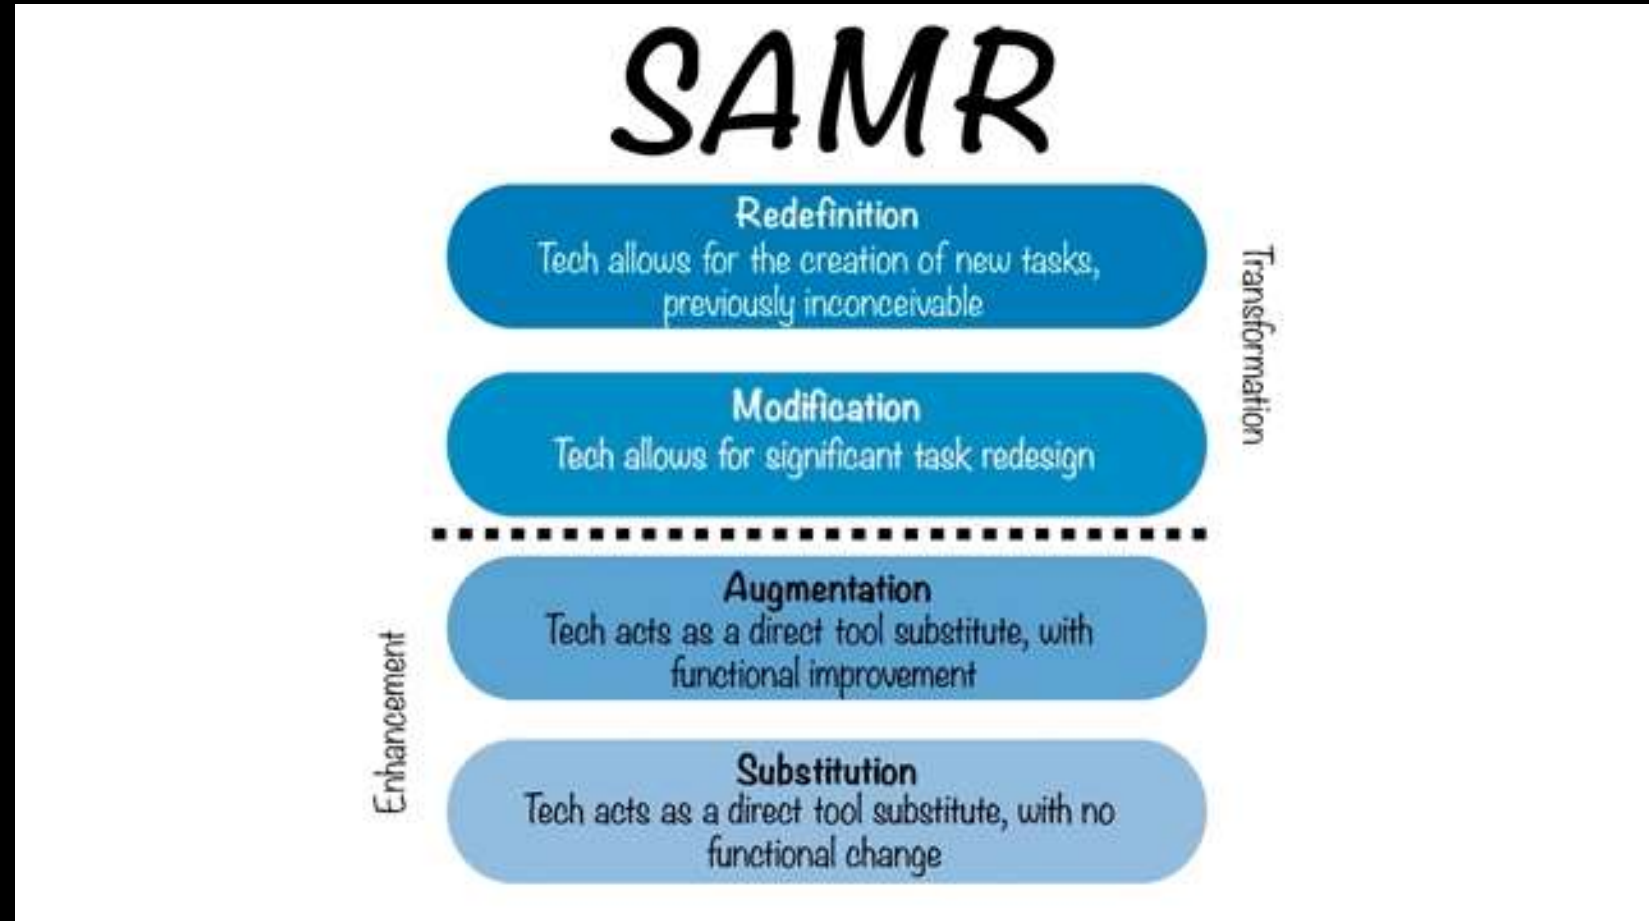 SAMR
Redefinition
Tech allows for the creation of new tasks,
previously inconceivable
Transformation
Modification
Tech allows for significant task redesign
Augmentation
Tech acts as a direct tool substitute, with
functional improvement
Enhancement
Substitution
Tech acts as a direct tool substitute, with no
functional change